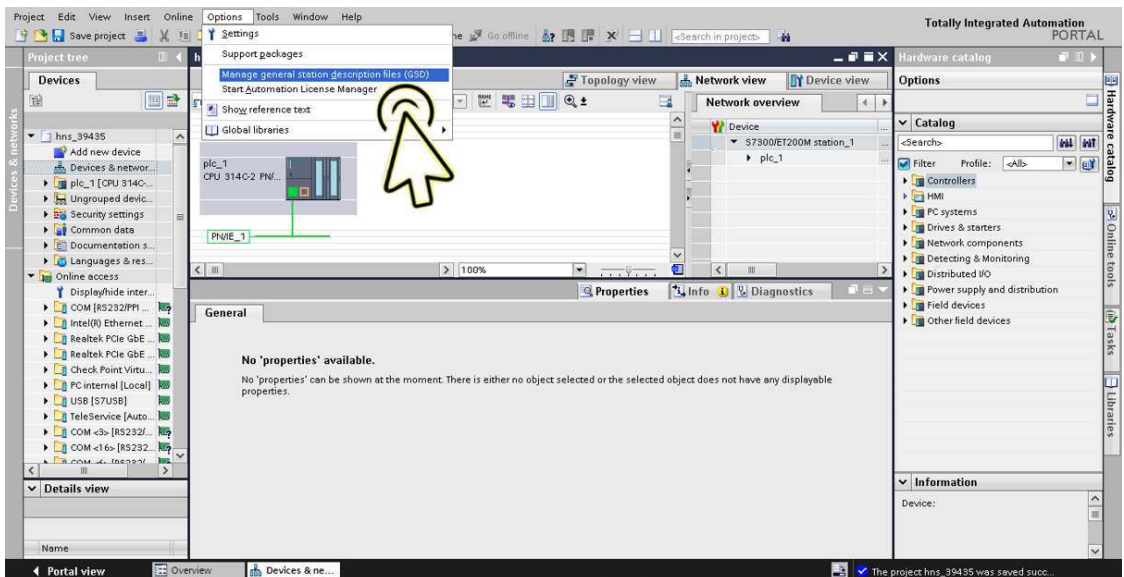 Project Edit View Insert Online Options Tools Window Help
Totally Integrated Automation
PORTAL
Save project
Go offline
<Search in project>
Settings
Support packages
Manage general station description files (GSD)
Start Automation License Manager
Show reference text
Global libraries
Project tree
Devices
hns_39435
Add new device
Devices & networ...
plc_1 [CPU 314C-...
Ungrouped devic...
Security settings
Common data
Documentation s...
Languages & res...
Online access
Display/hide inter...
COM [RS232/PPI ...
Intel(R) Ethernet ...
Realtek PCIe GbE ...
Realtek PCIe GbE ...
Check Point Virtu...
PC internal [Local]
USB [S7USB]
TeleService [Auto...
COM <3> [RS232/...
COM <16> [RS232...
Details view
Name
Devices & networks
Topology view
Network view
Device view
plc_1
CPU 314C-2 PN/...
PN/IE_1
100%
Network overview
Device
S7300/ET200M station_1
plc_1
Properties
Info
Diagnostics
General
No 'properties' available.
No 'properties' can be shown at the moment. There is either no object selected or the selected object does not have any displayable
properties.
Hardware catalog
Options
Catalog
<Search>
Filter Profile: <All>
Controllers
HMI
PC systems
Drives & starters
Network components
Detecting & Monitoring
Distributed I/O
Power supply and distribution
Field devices
Other field devices
Information
Device:
Hardware catalog
Online tools
Tasks
Libraries
Portal view
Overview
Devices & ne...
The project hns_39435 was saved succ...